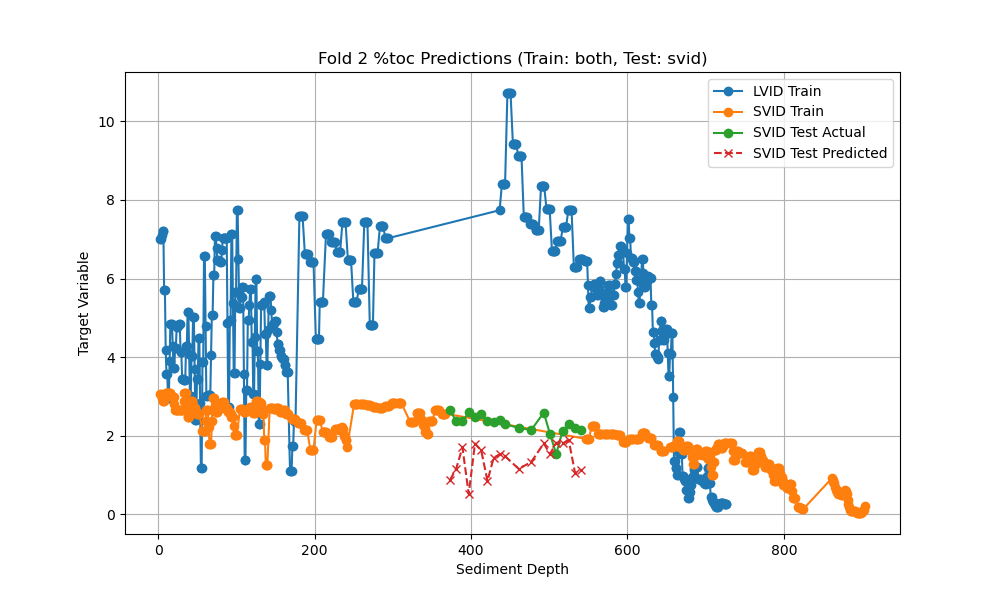 Fold 2 %toc Predictions (Train: both, Test: svid)
LVID Train
SVID Train
SVID Test Actual
SVID Test Predicted
Target Variable
10
8
6
4
2
0
0 200 400 600 800
Sediment Depth